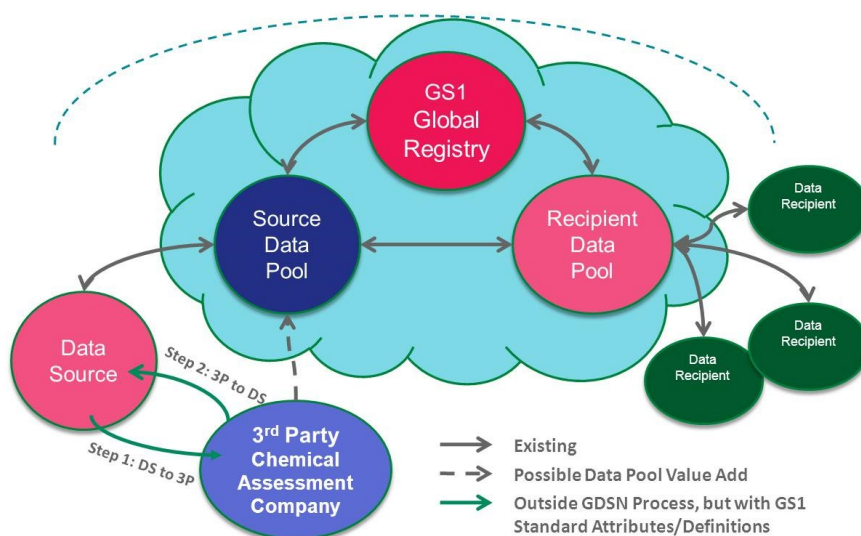 GS1
Global
Registry
Source
Data
Pool
Recipient
Data
Pool
Data
Recipient
Data
Recipient
Data
Recipient
Data
Source
Step 2: 3P to DS
Step 1: DS to 3P
3rd Party
Chemical
Assessment
Company
Existing
Possible Data Pool Value Add
Outside GDSN Process, but with GS1
Standard Attributes/Definitions